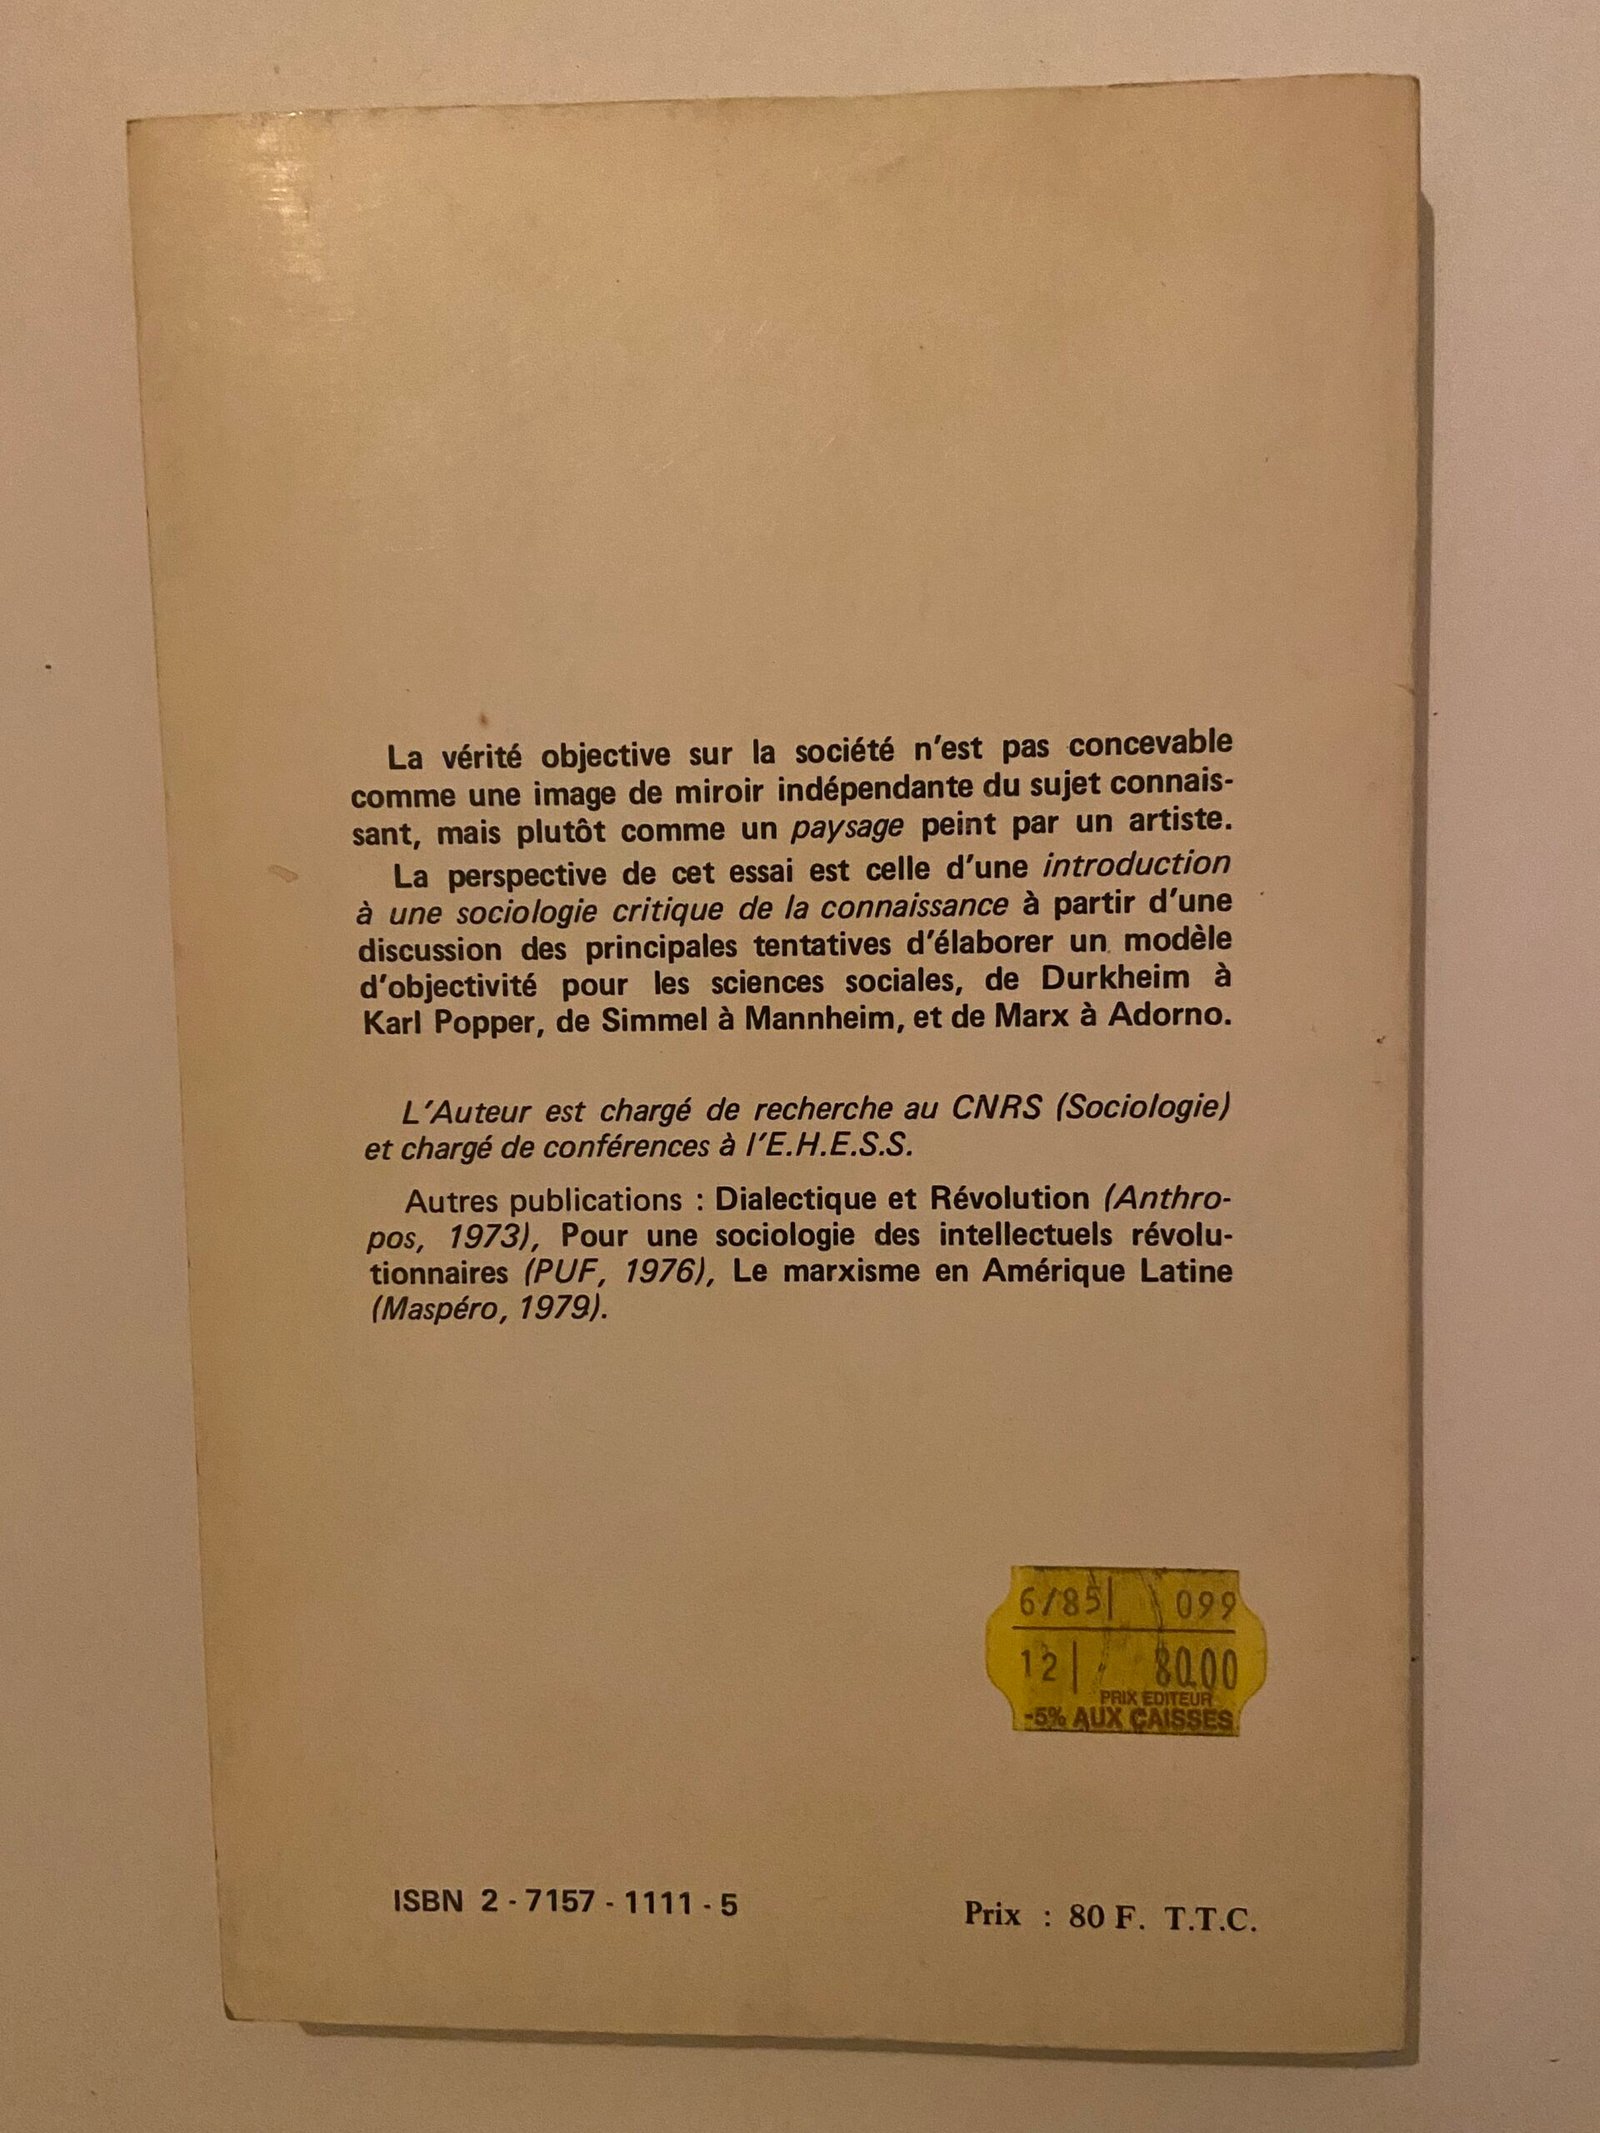 La vérité objective sur la société n'est pas concevable
comme une image de miroir indépendante du sujet connais-
sant, mais plutôt comme un paysage peint par un artiste.
La perspective de cet essai est celle d'une introduction
à une sociologie critique de la connaissance à partir d'une
discussion des principales tentatives d'élaborer un modèle
d'objectivité pour les sciences sociales, de Durkheim à
Karl Popper, de Simmel à Mannheim, et de Marx à Adorno.
L'Auteur est chargé de recherche au CNRS (Sociologie)
et chargé de conférences à l'E.H.E.S.S.
Autres publications : Dialectique et Révolution (Anthro-
pos, 1973), Pour une sociologie des intellectuels révolu-
tionnaires (PUF, 1976), Le marxisme en Amérique Latine
(Maspéro, 1979).
6/85| 099
12| 80.00
PRIX EDITEUR
-5% AUX CAISSES
ISBN 2 - 7157 - 1111 - 5
Prix : 80 F. T.T.C.